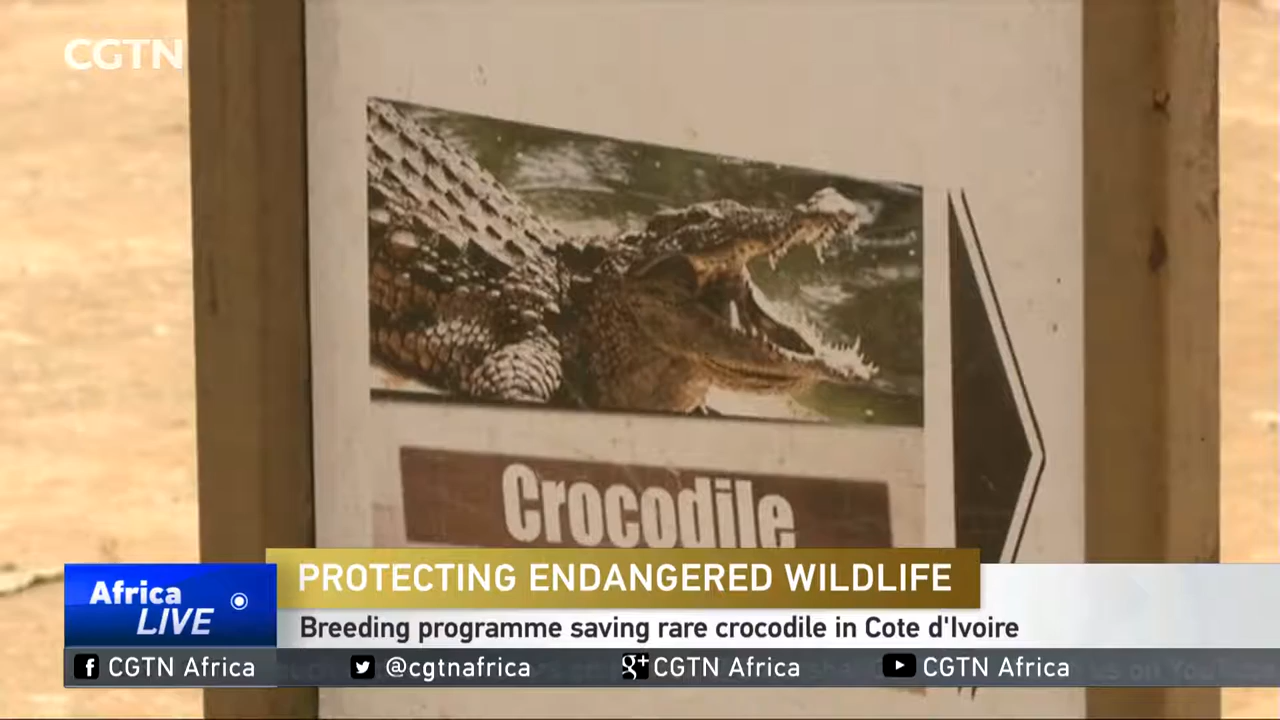 CGTN
Crocodile
PROTECTING ENDANGERED WILDLIFE
Africa
LIVE
Breeding programme saving rare crocodile in Cote d'Ivoire
CGTN Africa
@cgtnafrica
g+ CGTN Africa
CGTN Africa